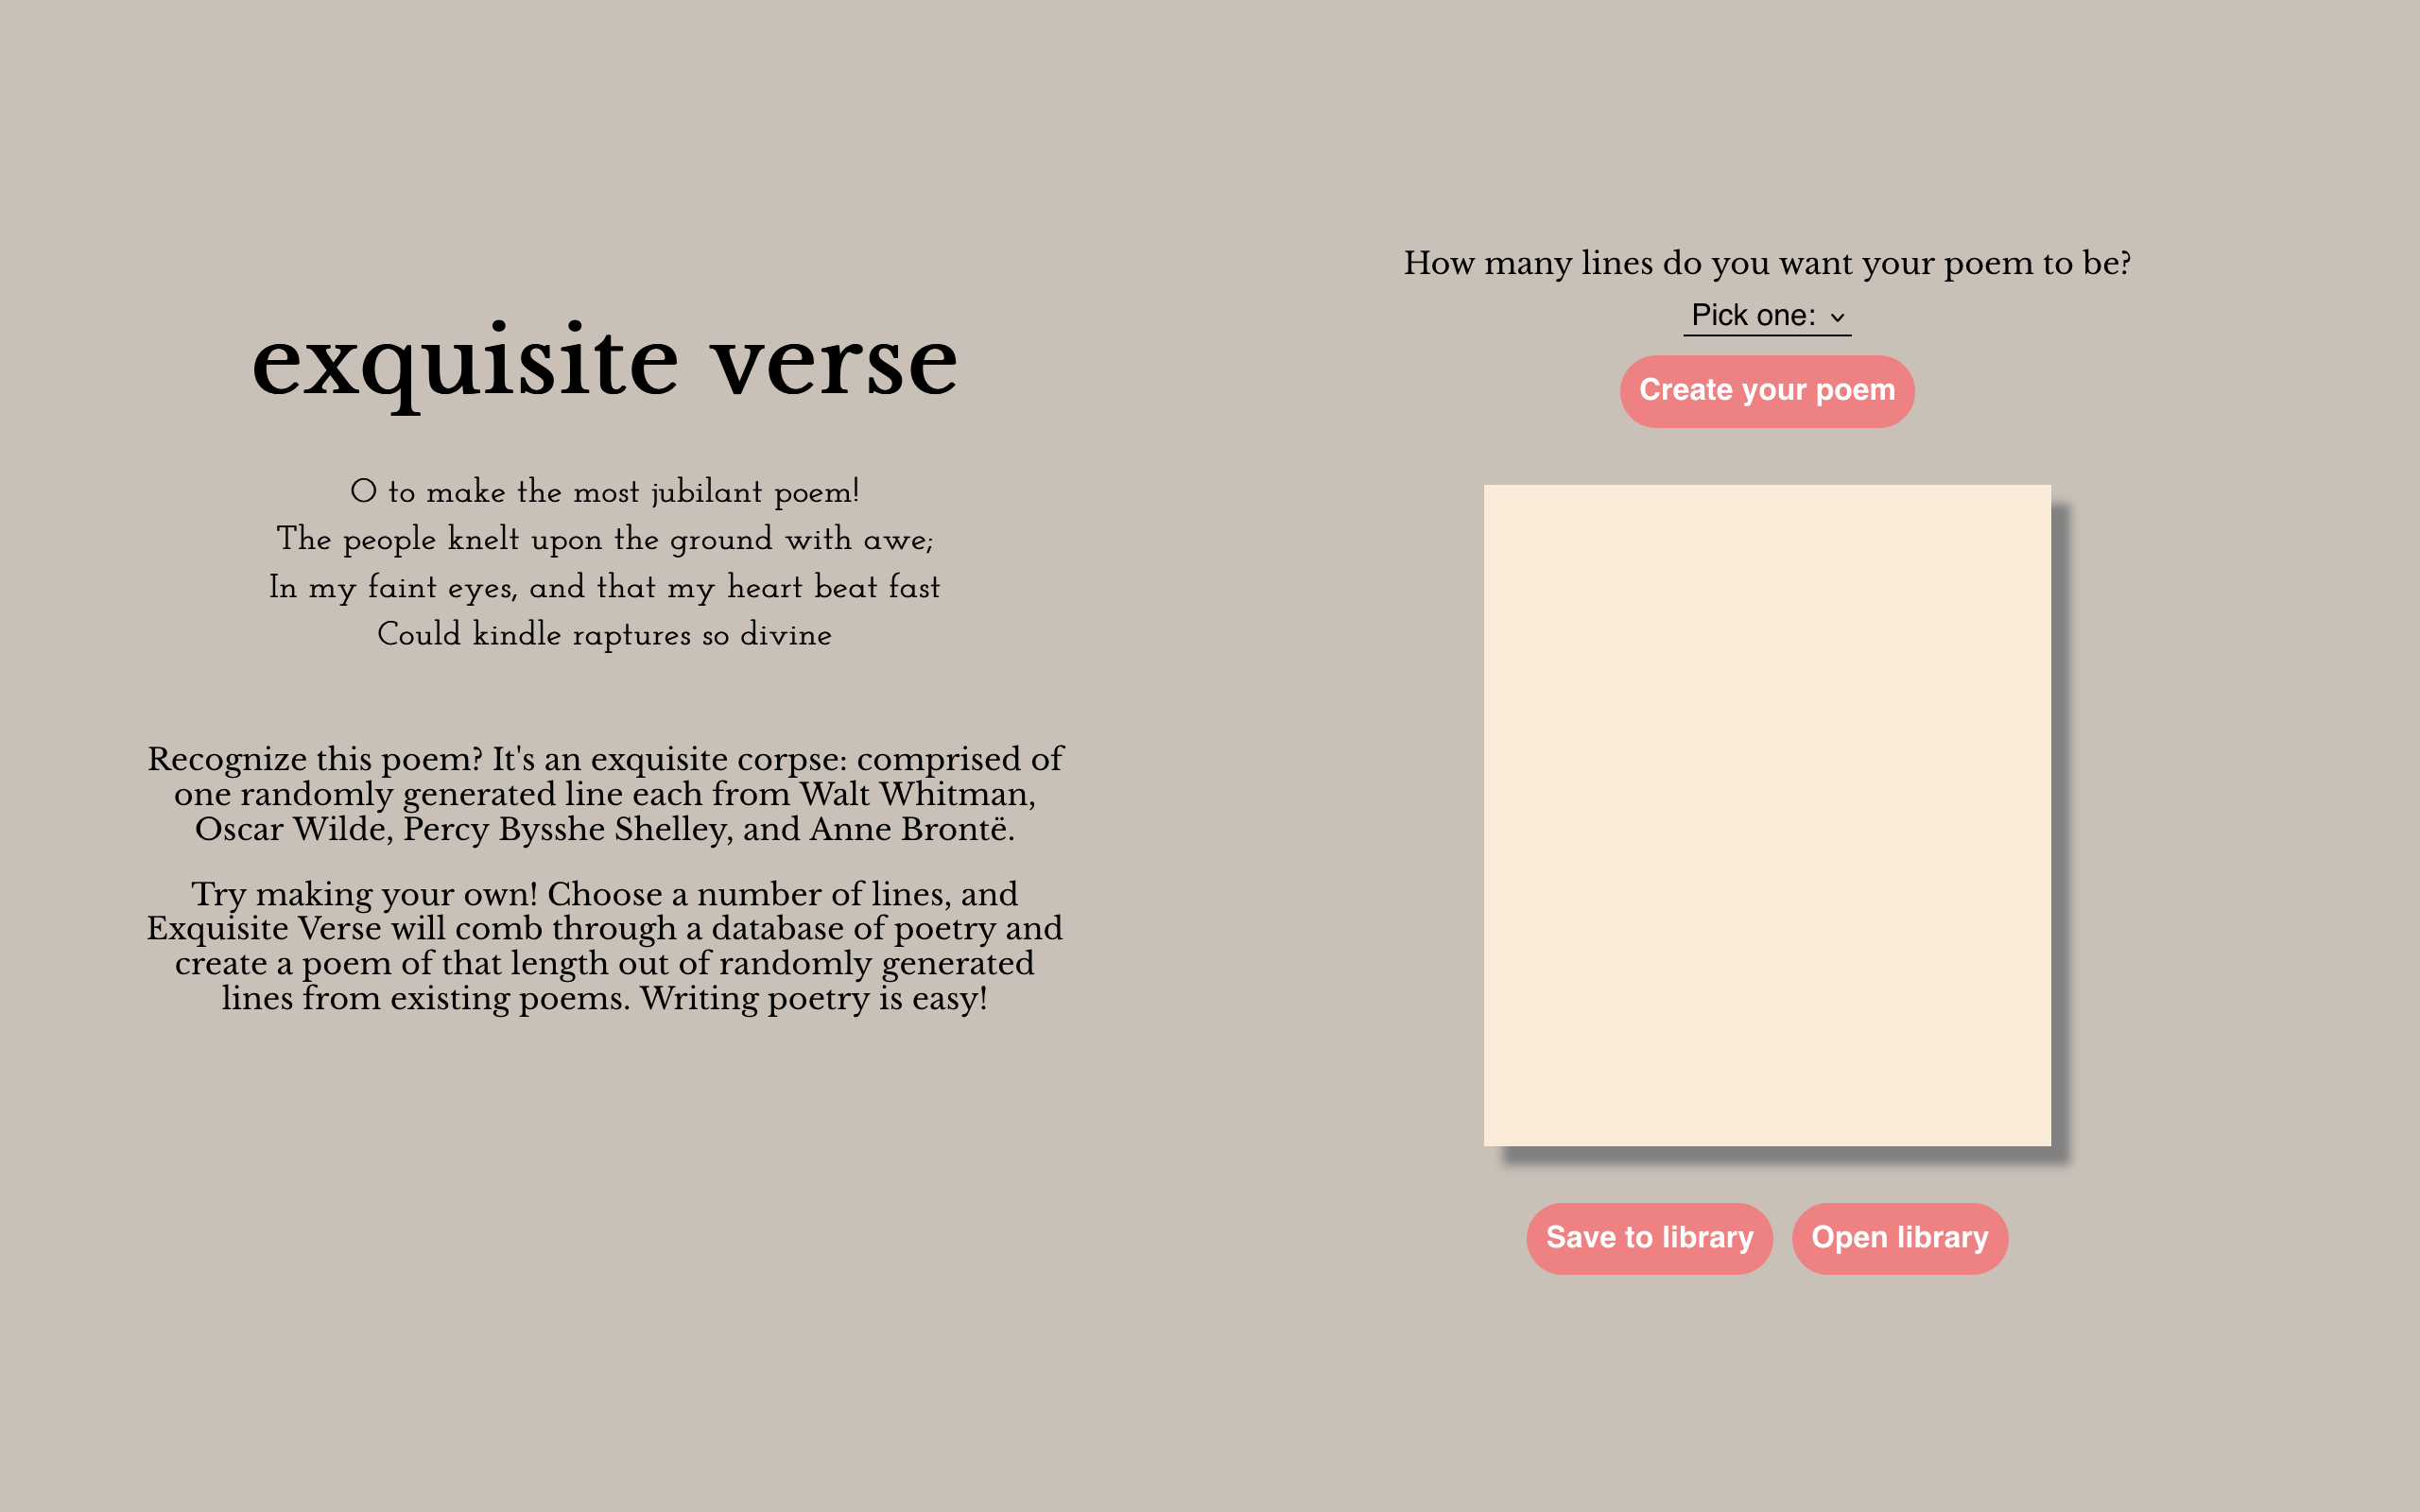 exquisite verse
O to make the most jubilant poem!
The people knelt upon the ground with awe;
In my faint eyes, and that my heart beat fast
Could kindle raptures so divine
Recognize this poem? It's an exquisite corpse: comprised of
one randomly generated line each from Walt Whitman,
Oscar Wilde, Percy Bysshe Shelley, and Anne Brontë.
Try making your own! Choose a number of lines, and
Exquisite Verse will comb through a database of poetry and
create a poem of that length out of randomly generated
lines from existing poems. Writing poetry is easy!
How many lines do you want your poem to be?
Pick one:
Create your poem
Save to library
Open library